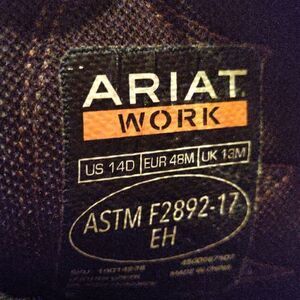 ARIAT
WORK
US 14D EUR 48M UK 13M
ASTM F2892-17
EH
MADE IN CHINA